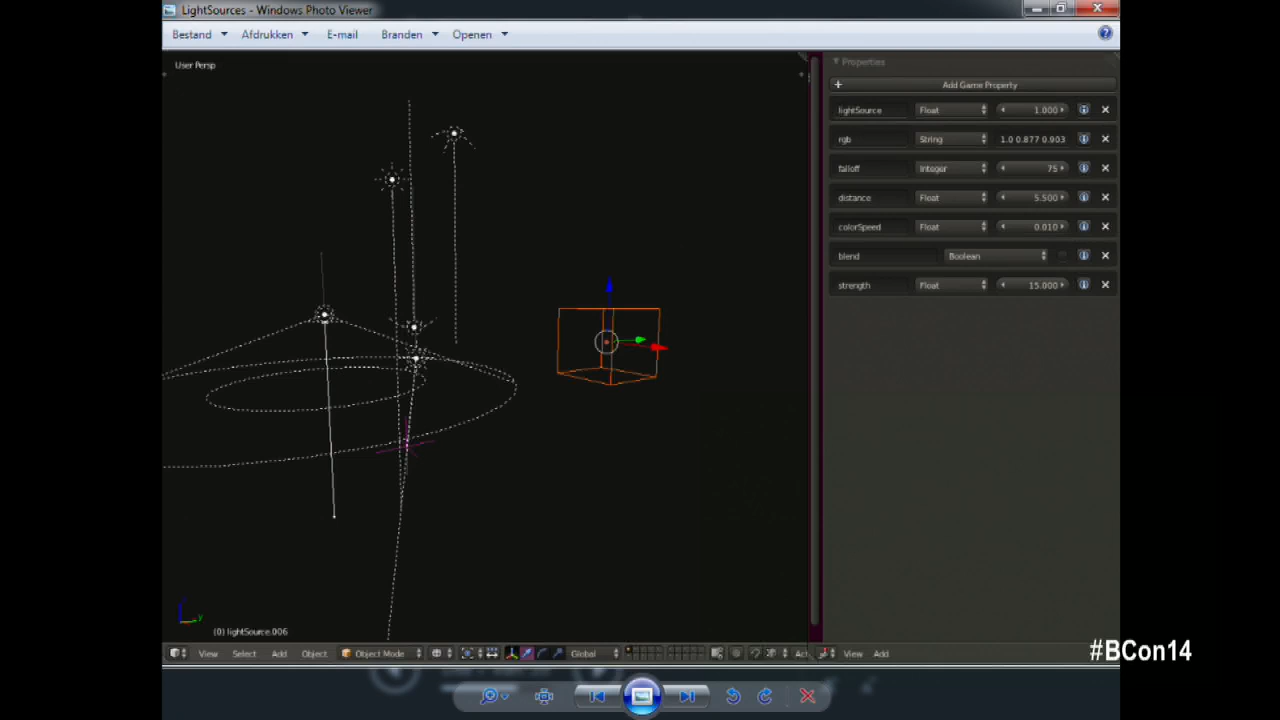 LightSources - Windows Photo Viewer
Bestand Afdrukken E-mail Branden Openen
User Persp
Properties
Add Game Property
lightSource Float 1.000
rgb String 1.0 0.877 0.903
falloff Integer 75
distance Float 5.500
colorSpeed Float 0.010
blend Boolean
strength Float 15.000
(0) lightSource.006
View Select Add Object Object Mode Global Act View Add
#BCon14